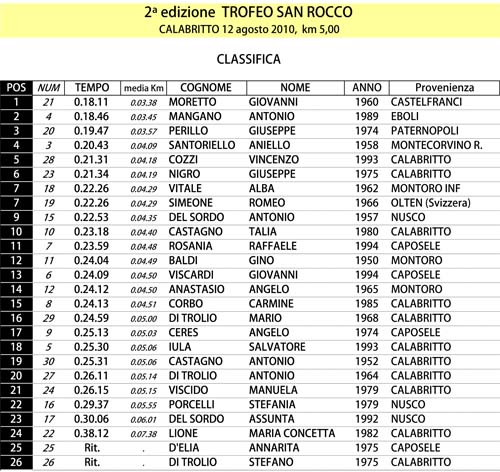 2ª edizione TROFEO SAN ROCCO
CALABRITTO 12 agosto 2010, km 5,00
CLASSIFICA
POS NUM TEMPO media Km COGNOME NOME ANNO Provenienza
1 21 0.18.11 0.03.38 MORETTO GIOVANNI 1960 CASTELFRANCI
2 4 0.18.46 0.03.45 MANGANO ANTONIO 1989 EBOLI
3 20 0.19.47 0.03.57 PERILLO GIUSEPPE 1974 PATERNOPOLI
4 3 0.20.43 0.04.09 SANTORIELLO ANIELLO 1958 MONTECORVINO R.
5 28 0.21.31 0.04.18 COZZI VINCENZO 1993 CALABRITTO
6 23 0.21.34 0.04.19 NIGRO GIUSEPPE 1975 CALABRITTO
7 18 0.22.26 0.04.29 VITALE ALBA 1962 MONTORO INF
7 19 0.22.26 0.04.29 SIMEONE ROMEO 1966 OLTEN (Svizzera)
9 15 0.22.53 0.04.35 DEL SORDO ANTONIO 1957 NUSCO
10 10 0.23.18 0.04.40 CASTAGNO TALIA 1980 CALABRITTO
11 7 0.23.59 0.04.48 ROSANIA RAFFAELE 1994 CAPOSELE
12 11 0.24.04 0.04.49 BALDI GINO 1950 MONTORO
13 6 0.24.09 0.04.50 VISCARDI GIOVANNI 1994 CAPOSELE
14 12 0.24.12 0.04.50 ANASTASIO ANGELO 1965 MONTORO
15 8 0.24.13 0.04.51 CORBO CARMINE 1985 CALABRITTO
16 29 0.24.59 0.05.00 DI TROLIO MARIO 1968 CALABRITTO
17 9 0.25.13 0.05.03 CERES ANGELO 1974 CAPOSELE
18 5 0.25.30 0.05.06 IULA SALVATORE 1993 CALABRITTO
19 30 0.25.31 0.05.06 CASTAGNO ANTONIO 1952 CALABRITTO
20 27 0.26.11 0.05.14 DI TROLIO ANTONIO 1964 CALABRITTO
21 24 0.26.15 0.05.15 VISCIDO MANUELA 1979 CALABRITTO
22 16 0.29.37 0.05.55 PORCELLI STEFANIA 1979 NUSCO
23 17 0.30.06 0.06.01 DEL SORDO ASSUNTA 1992 NUSCO
24 22 0.38.12 0.07.38 LIONE MARIA CONCETTA 1982 CALABRITTO
25 25 Rit. . D'ELIA ANNARITA 1975 CAPOSELE
26 26 Rit. . DI TROLIO STEFANO 1975 CALABRITTO